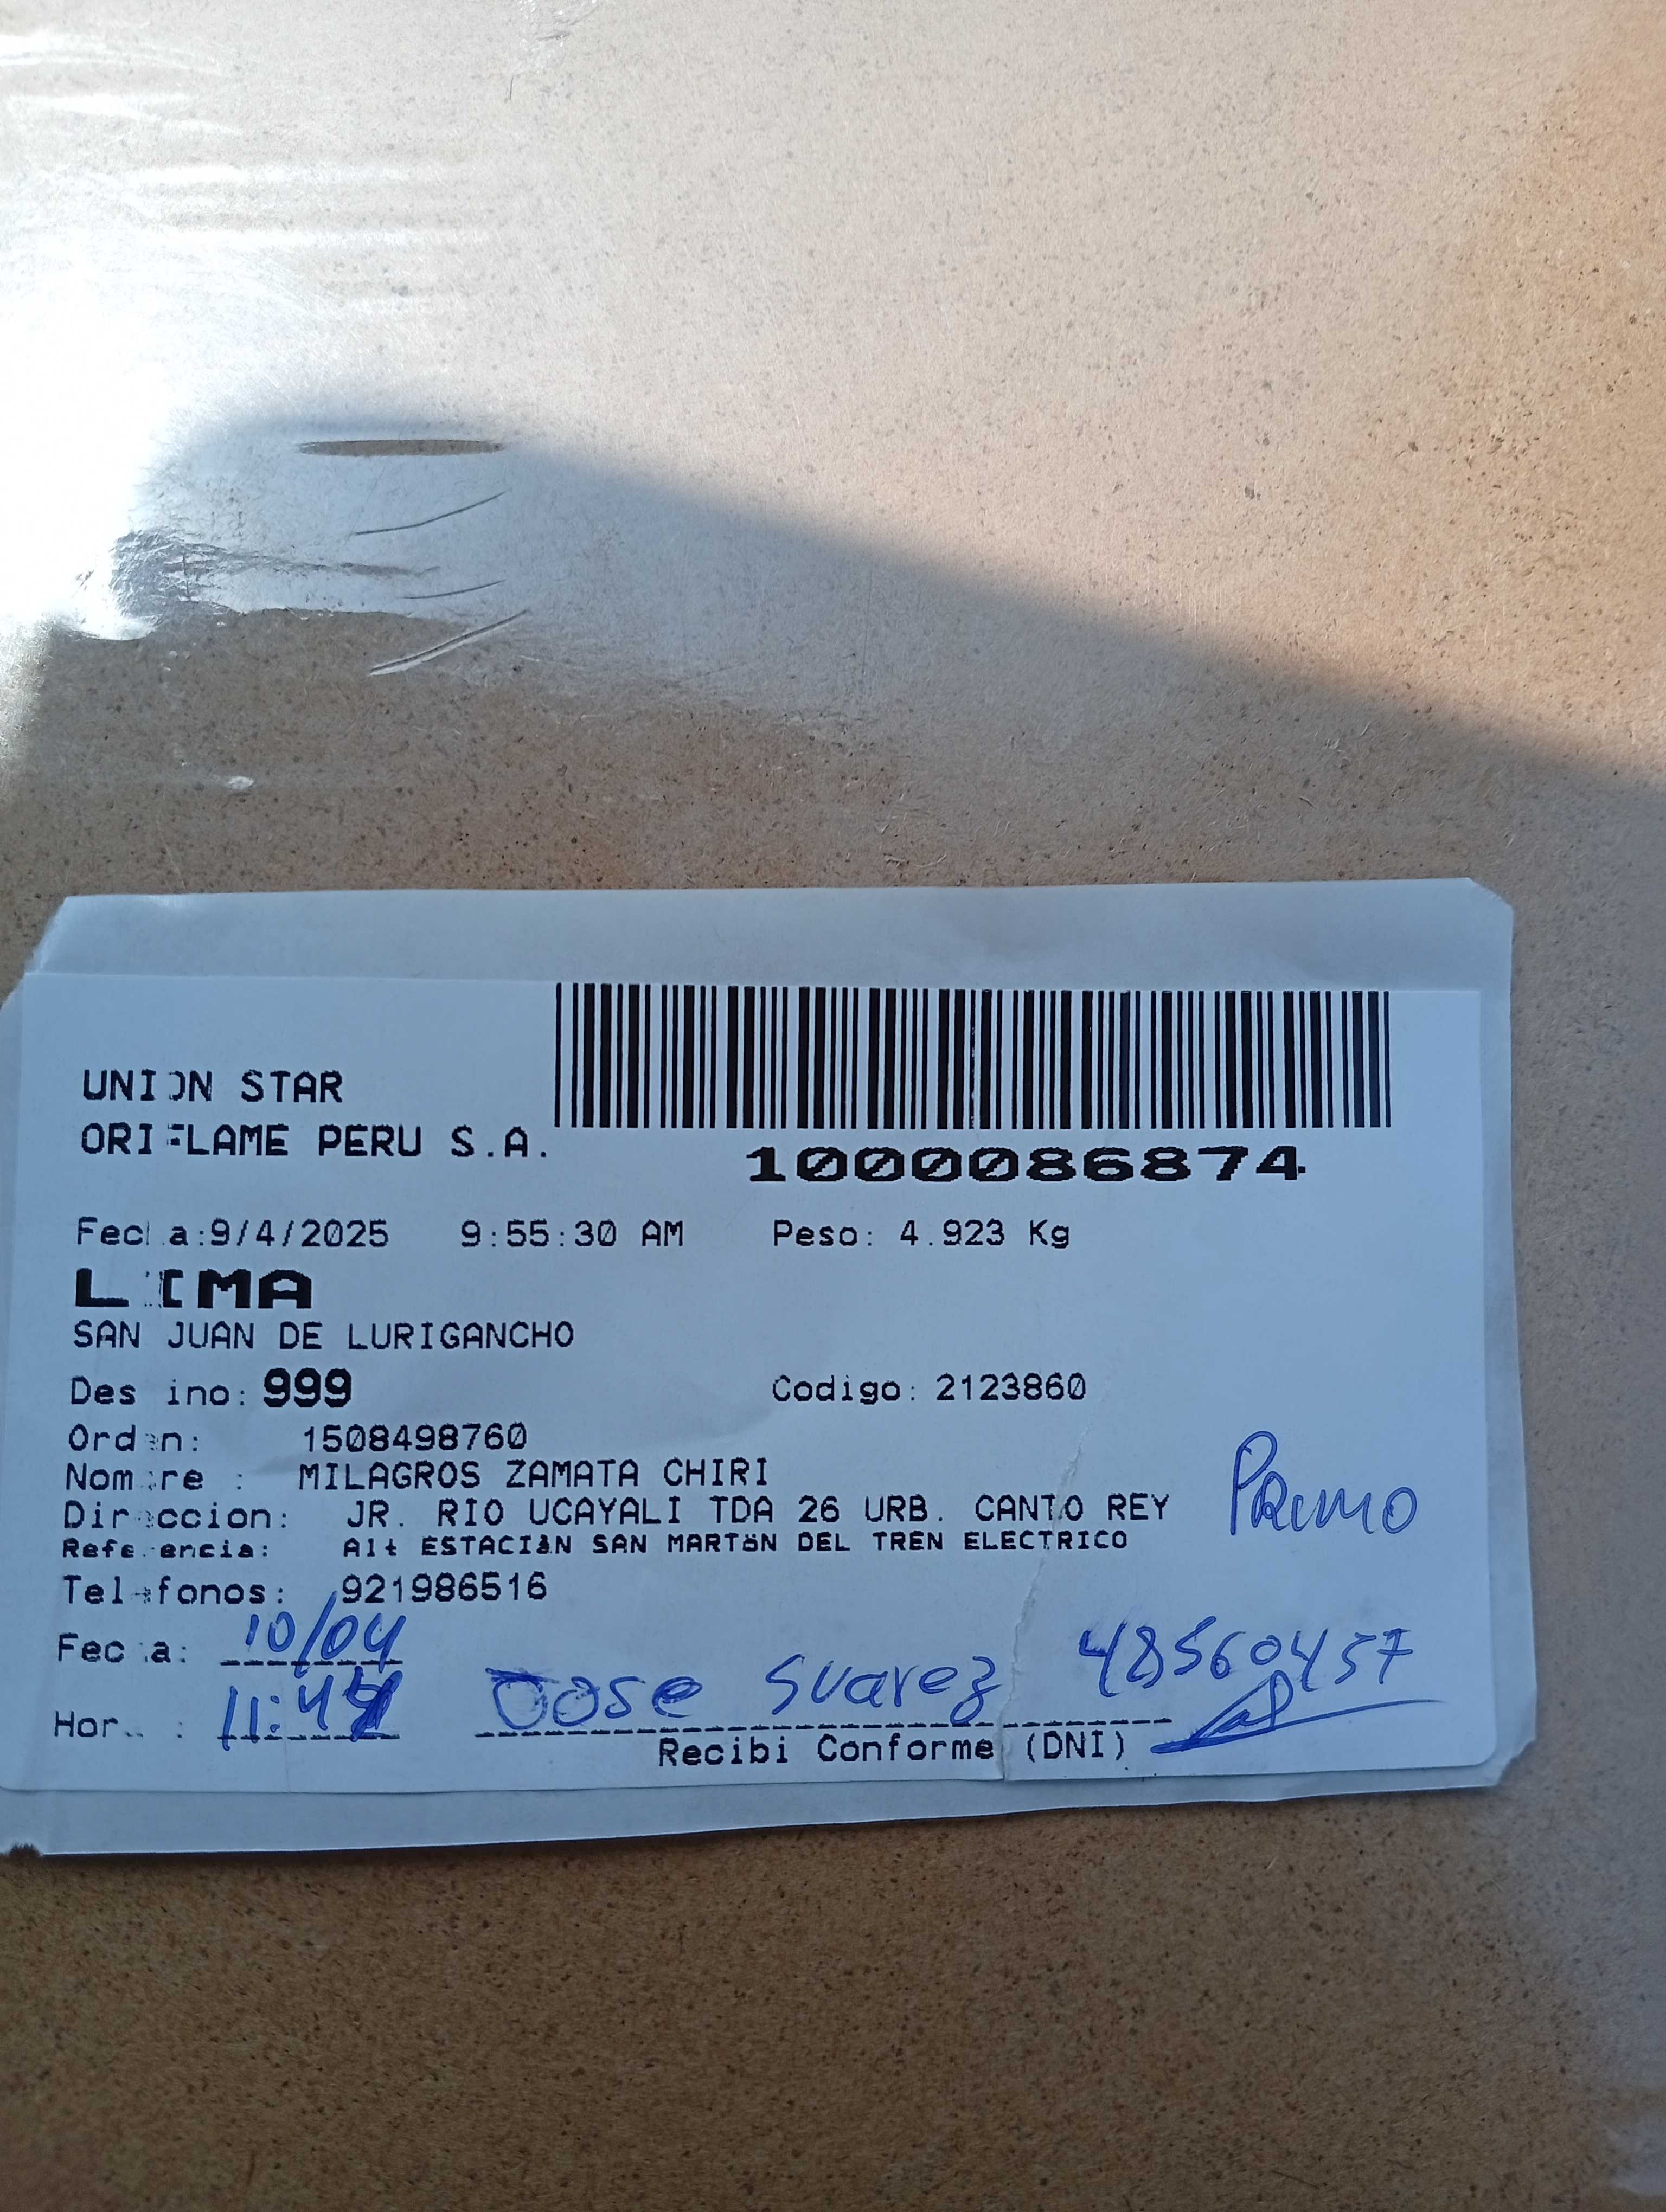 UNION STAR
ORIFLAME PERU S.A.
1000086874
Fecha:9/4/2025 9:55:30 AM Peso: 4.923 Kg
LIMA
SAN JUAN DE LURIGANCHO
Destino: 999 Codigo: 2123860
Orden: 1508498760
Nombre : MILAGROS ZAMATA CHIRI
Direccion: JR. RIO UCAYALI TDA 26 URB. CANTO REY
PRIMO
Referencia: Alt ESTACIàN SAN MARTÖN DEL TREN ELECTRICO
Telefonos: 921986516
Fecha: 10/04
Jose Suarez 48560457
Hora :
Recibi Conforme (DNI)